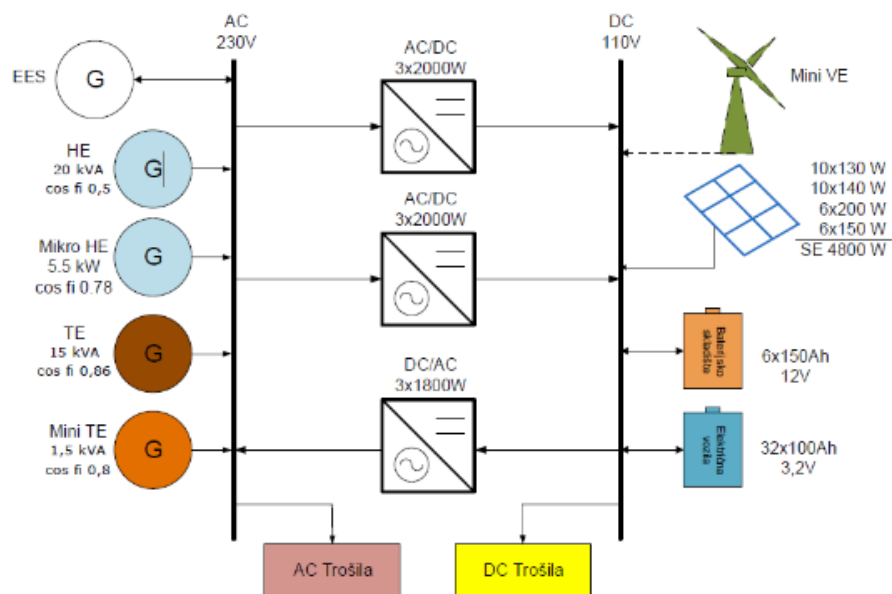 AC
230V
EES
G
HE
20 kVA
cos fi 0,5
G
Mikro HE
5.5 kW
cos fi 0.78
G
TE
15 kVA
cos fi 0,86
G
Mini TE
1,5 kVA
cos fi 0,8
G
AC/DC
3x2000W
AC/DC
3x2000W
DC/AC
3x1800W
DC
110V
Mini VE
10x130 W
10x140 W
6x200 W
6x150 W
SE 4800 W
Baterijsko
skladište
6x150Ah
12V
Električna
vozila
32x100Ah
3,2V
AC Trošila
DC Trošila